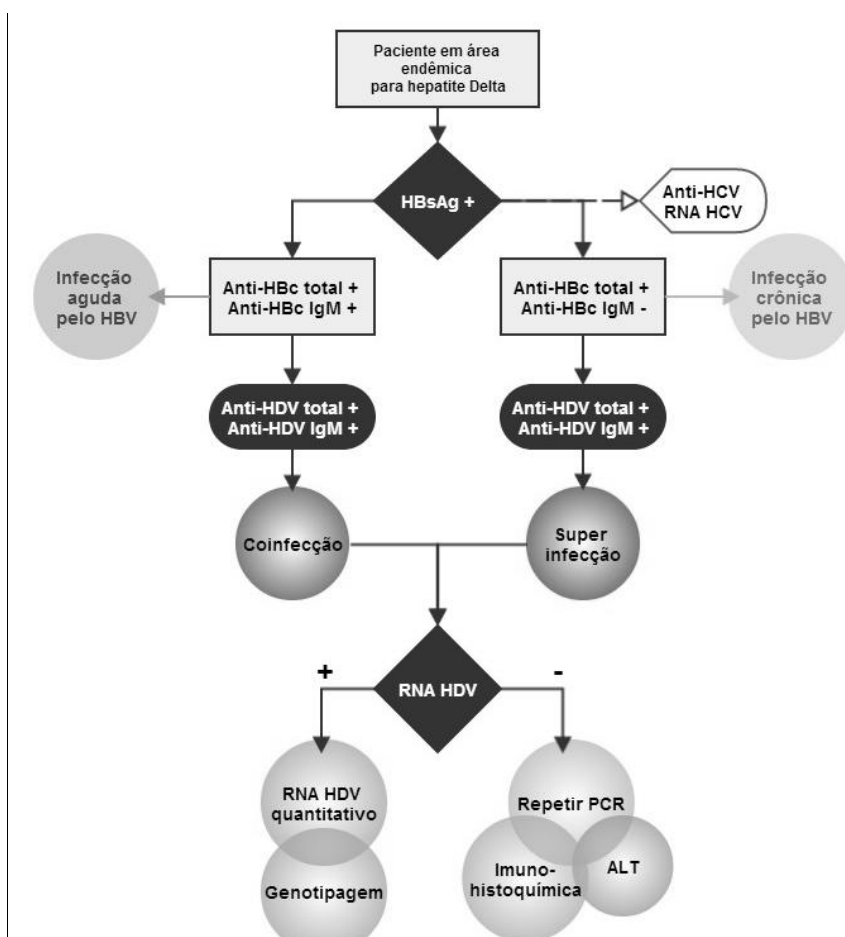 Paciente em área
endêmica
para hepatite Delta
HBsAg +
Anti-HCV
RNA HCV
Infecção
aguda
pelo HBV
Anti-HBc total +
Anti-HBc IgM +
Anti-HBc total +
Anti-HBc IgM -
Infecção
crônica
pelo HBV
Anti-HDV total +
Anti-HDV IgM +
Anti-HDV total +
Anti-HDV IgM +
Coinfecção
Super
infecção
+
-
RNA HDV
RNA HDV
quantitativo
Genotipagem
Repetir PCR
Imuno-
histoquímica
ALT